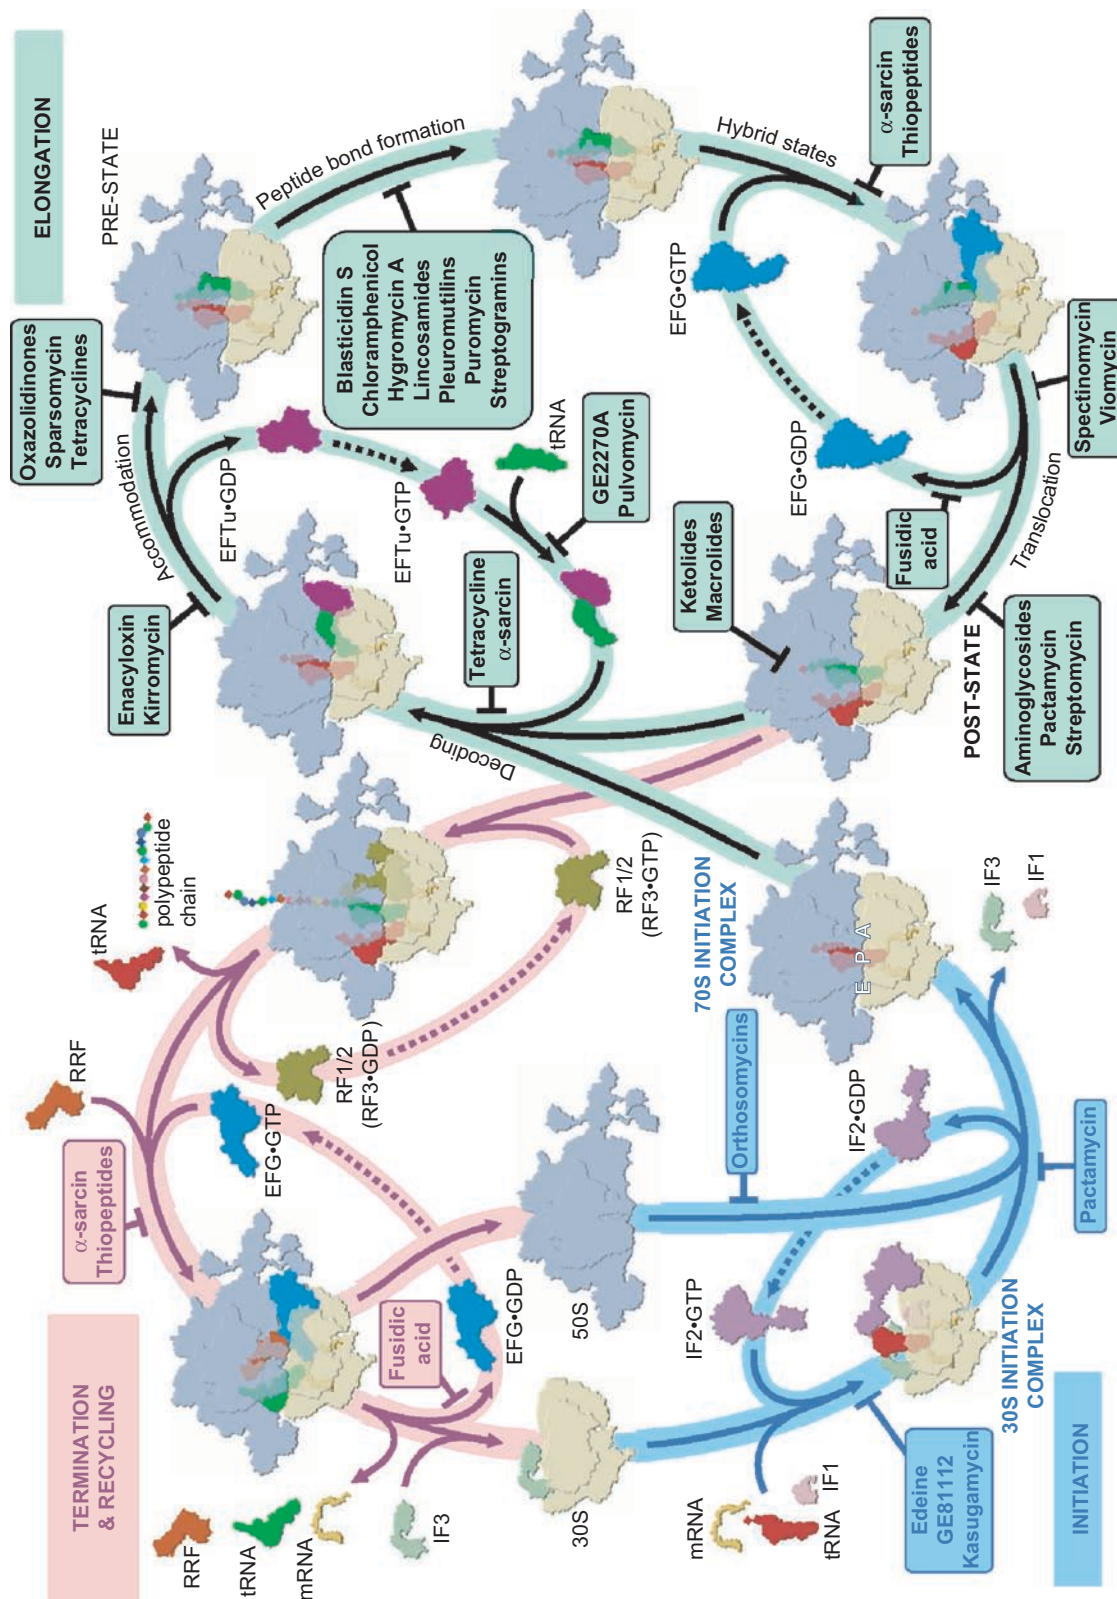 TERMINATION
& RECYCLING
α-sarcin
Thiopeptides
RRF
tRNA
polypeptide
chain
RRF
tRNA
mRNA
IF3
Fusidic
acid
EFG•GDP
EFG•GTP
RF1/2
(RF3•GDP)
RF1/2
(RF3•GTP)
30S
50S
INITIATION
mRNA
tRNA
IF1
Edeine
GE81112
Kasugamycin
IF2•GTP
30S INITIATION
COMPLEX
Orthosomycins
IF2•GDP
Pactamycin
70S INITIATION
COMPLEX
E P A
IF3
IF1
ELONGATION
Decoding
Tetracycline
α-sarcin
Enacyloxin
Kirromycin
Accommodation
Oxazolidinones
Sparsomycin
Tetracyclines
EFTu•GDP
EFTu•GTP
tRNA
GE2270A
Pulvomycin
PRE-STATE
Peptide bond formation
Blasticidin S
Chloramphenicol
Hygromycin A
Lincosamides
Pleuromutilins
Puromycin
Streptogramins
Hybrid states
α-sarcin
Thiopeptides
EFG•GTP
EFG•GDP
Fusidic
acid
Spectinomycin
Viomycin
Translocation
Aminoglycosides
Pactamycin
Streptomycin
POST-STATE
Ketolides
Macrolides